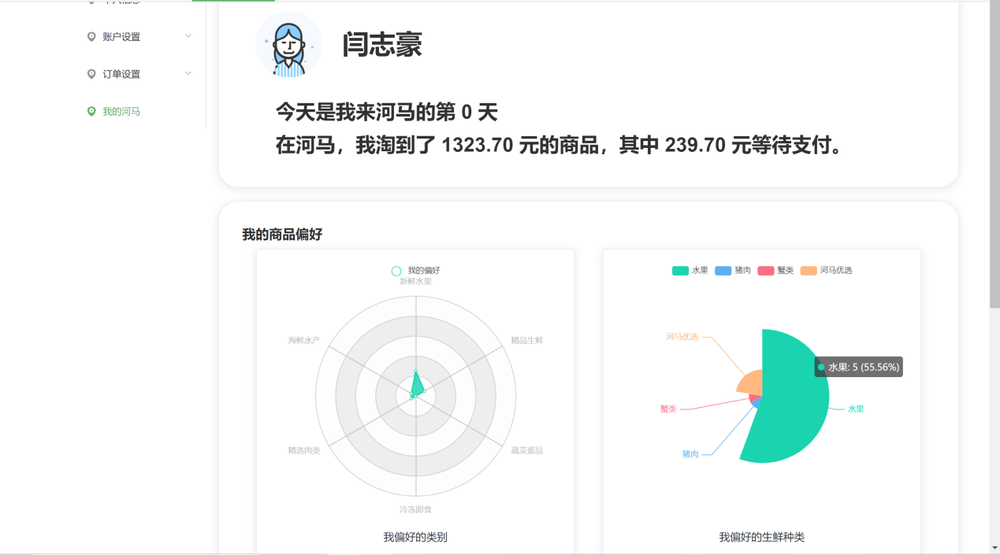 账户设置
订单设置
我的河马
闫志豪
今天是我来河马的第 0 天
在河马，我淘到了 1323.70 元的商品，其中 239.70 元等待支付。
我的商品偏好
我的偏好
新鲜水果
海鲜水产
精品生鲜
精选肉类
蔬菜蛋品
冷冻即食
我偏好的类别
水果 猪肉 蟹类 河马优选
河马优选
水果: 5 (55.56%)
蟹类
水果
猪肉
我偏好的生鲜种类